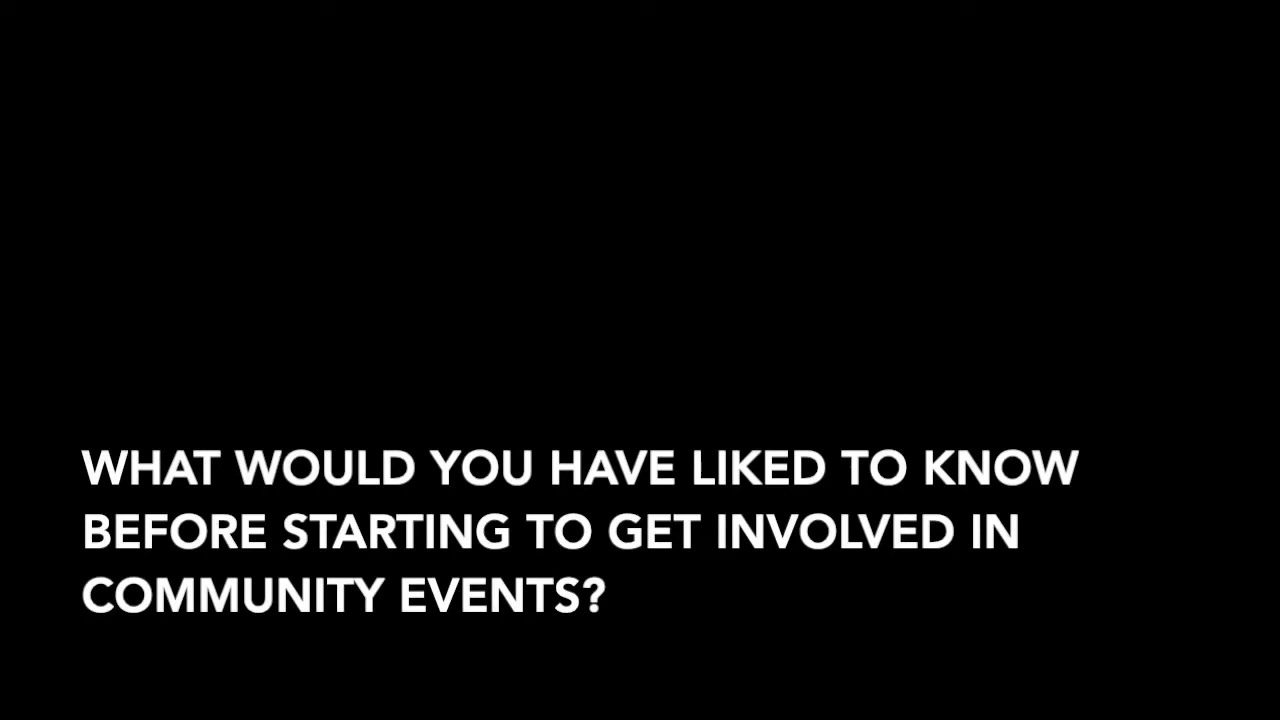 WHAT WOULD YOU HAVE LIKED TO KNOW
BEFORE STARTING TO GET INVOLVED IN
COMMUNITY EVENTS?